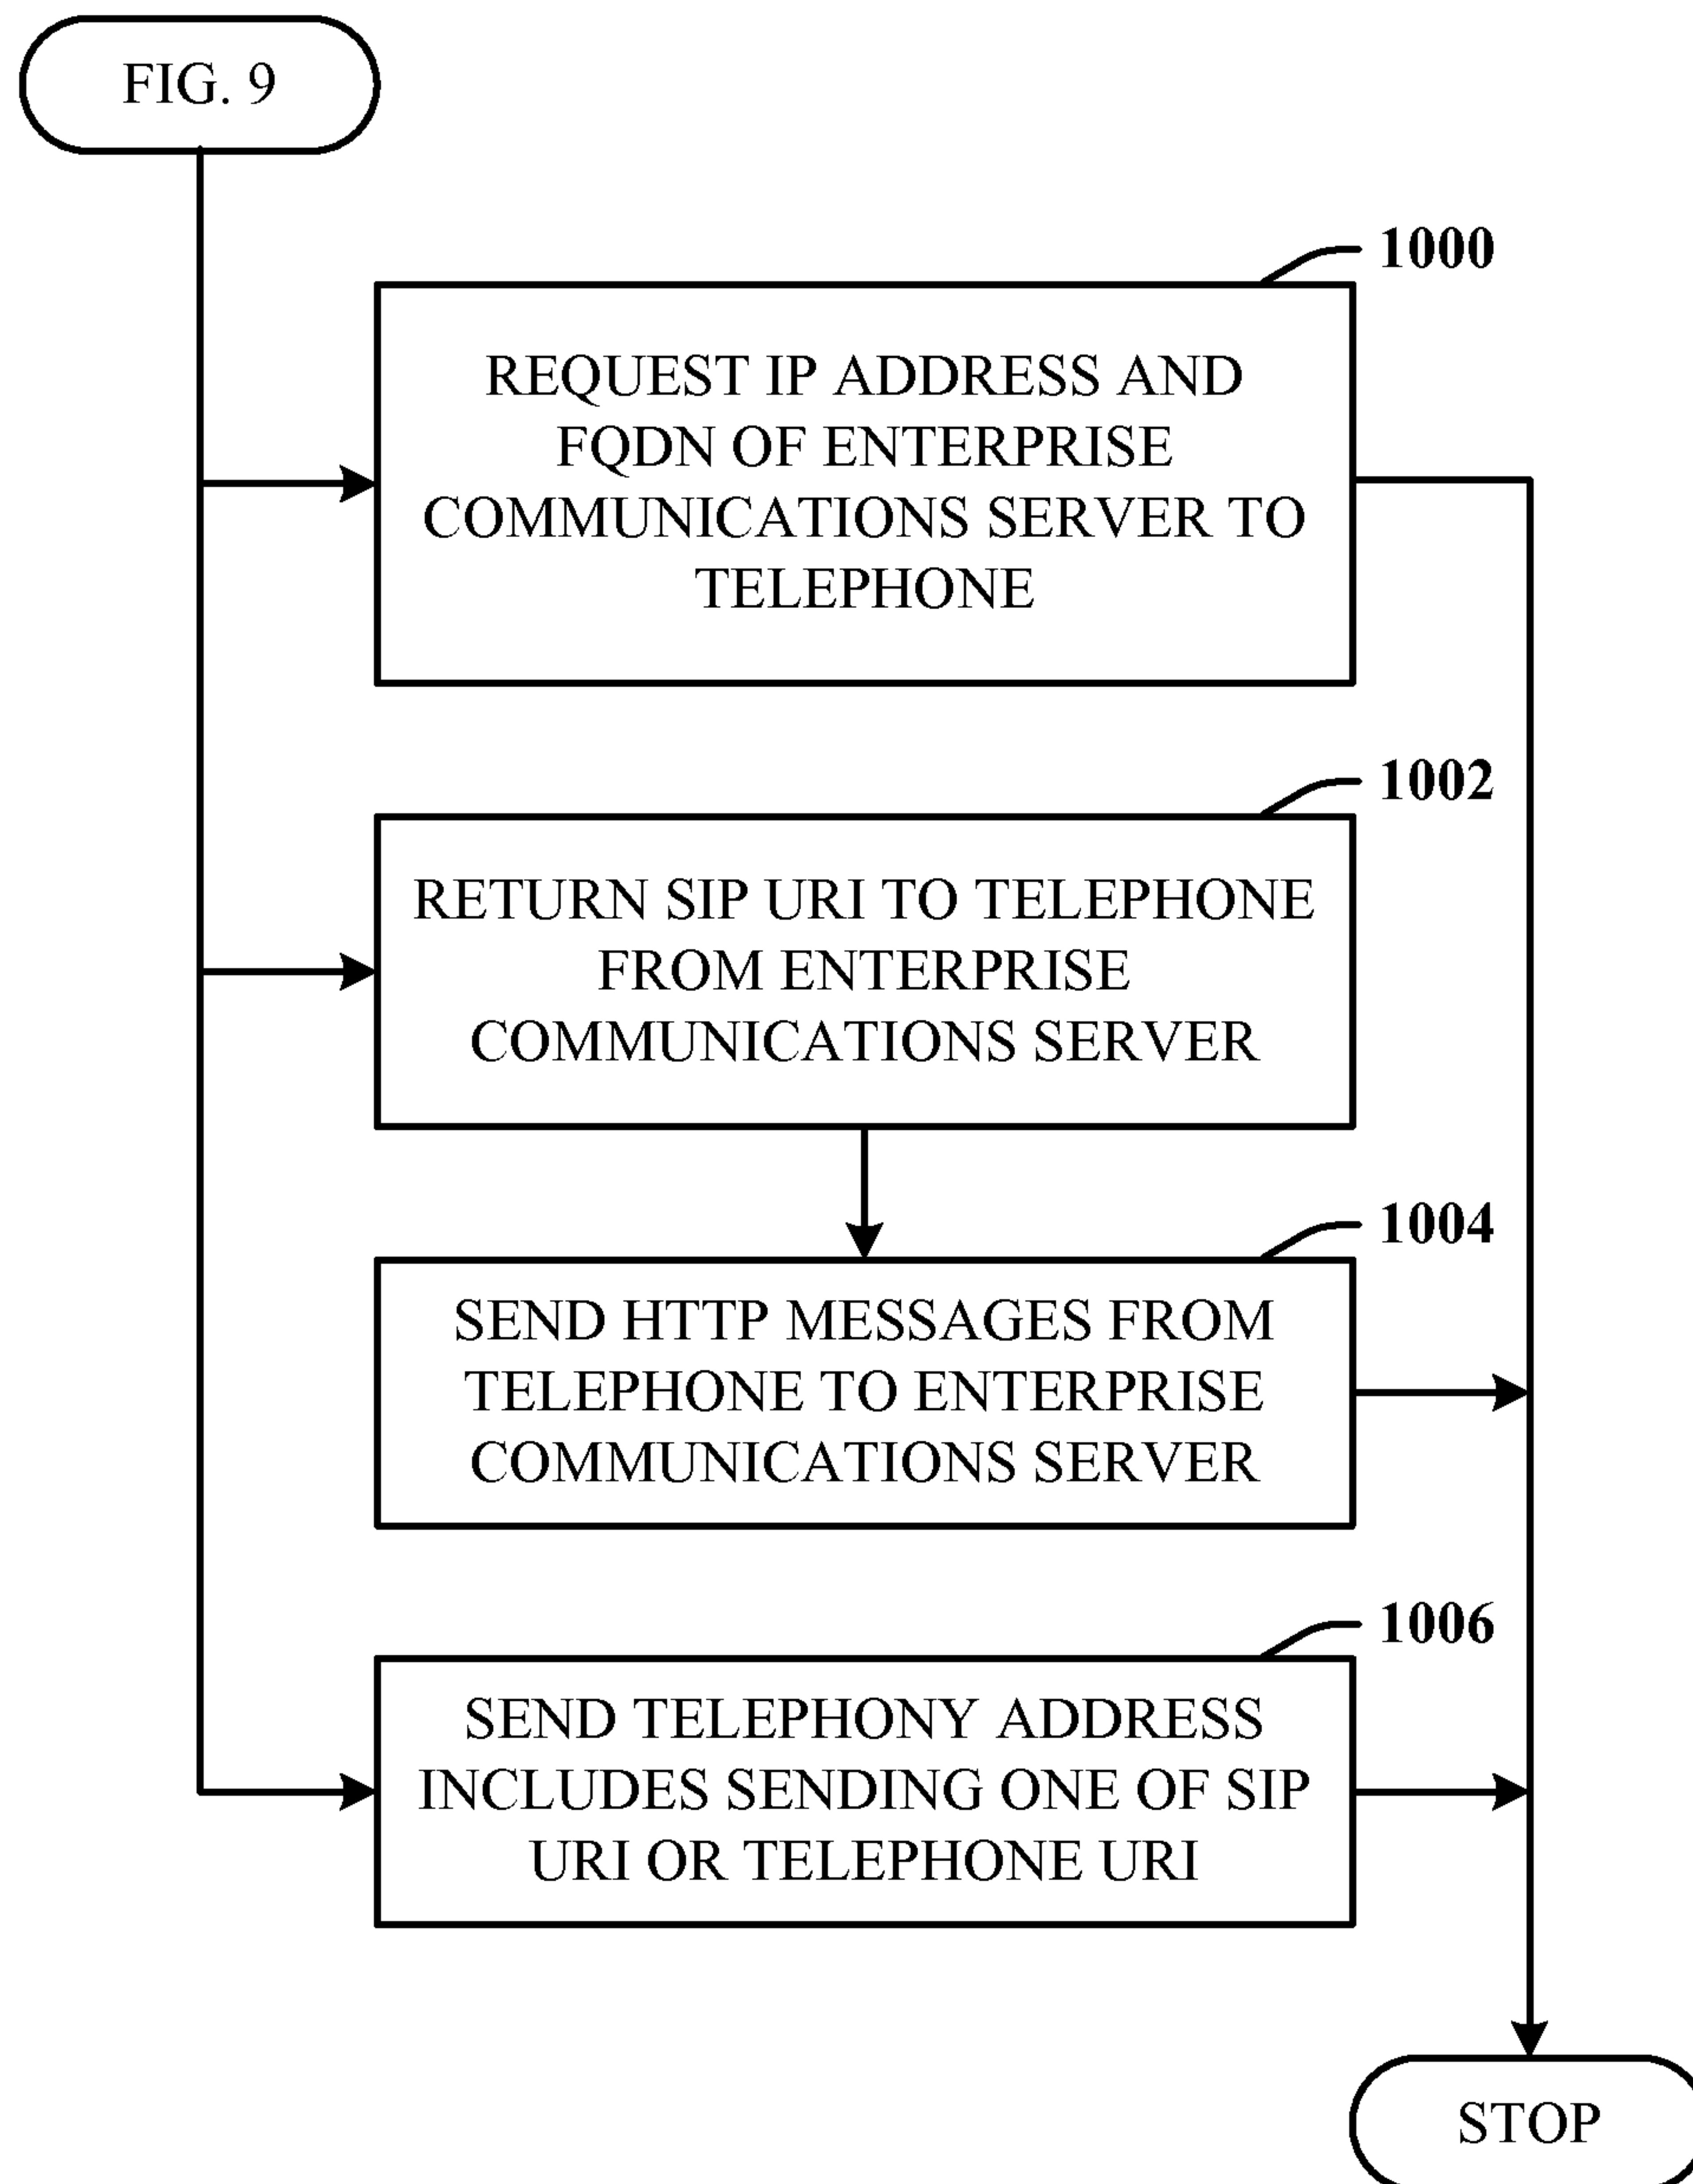 FIG. 9
1000
REQUEST IP ADDRESS AND
FQDN OF ENTERPRISE
COMMUNICATIONS SERVER TO
TELEPHONE
1002
RETURN SIP URI TO TELEPHONE
FROM ENTERPRISE
COMMUNICATIONS SERVER
1004
SEND HTTP MESSAGES FROM
TELEPHONE TO ENTERPRISE
COMMUNICATIONS SERVER
1006
SEND TELEPHONY ADDRESS
INCLUDES SENDING ONE OF SIP
URI OR TELEPHONE URI
STOP